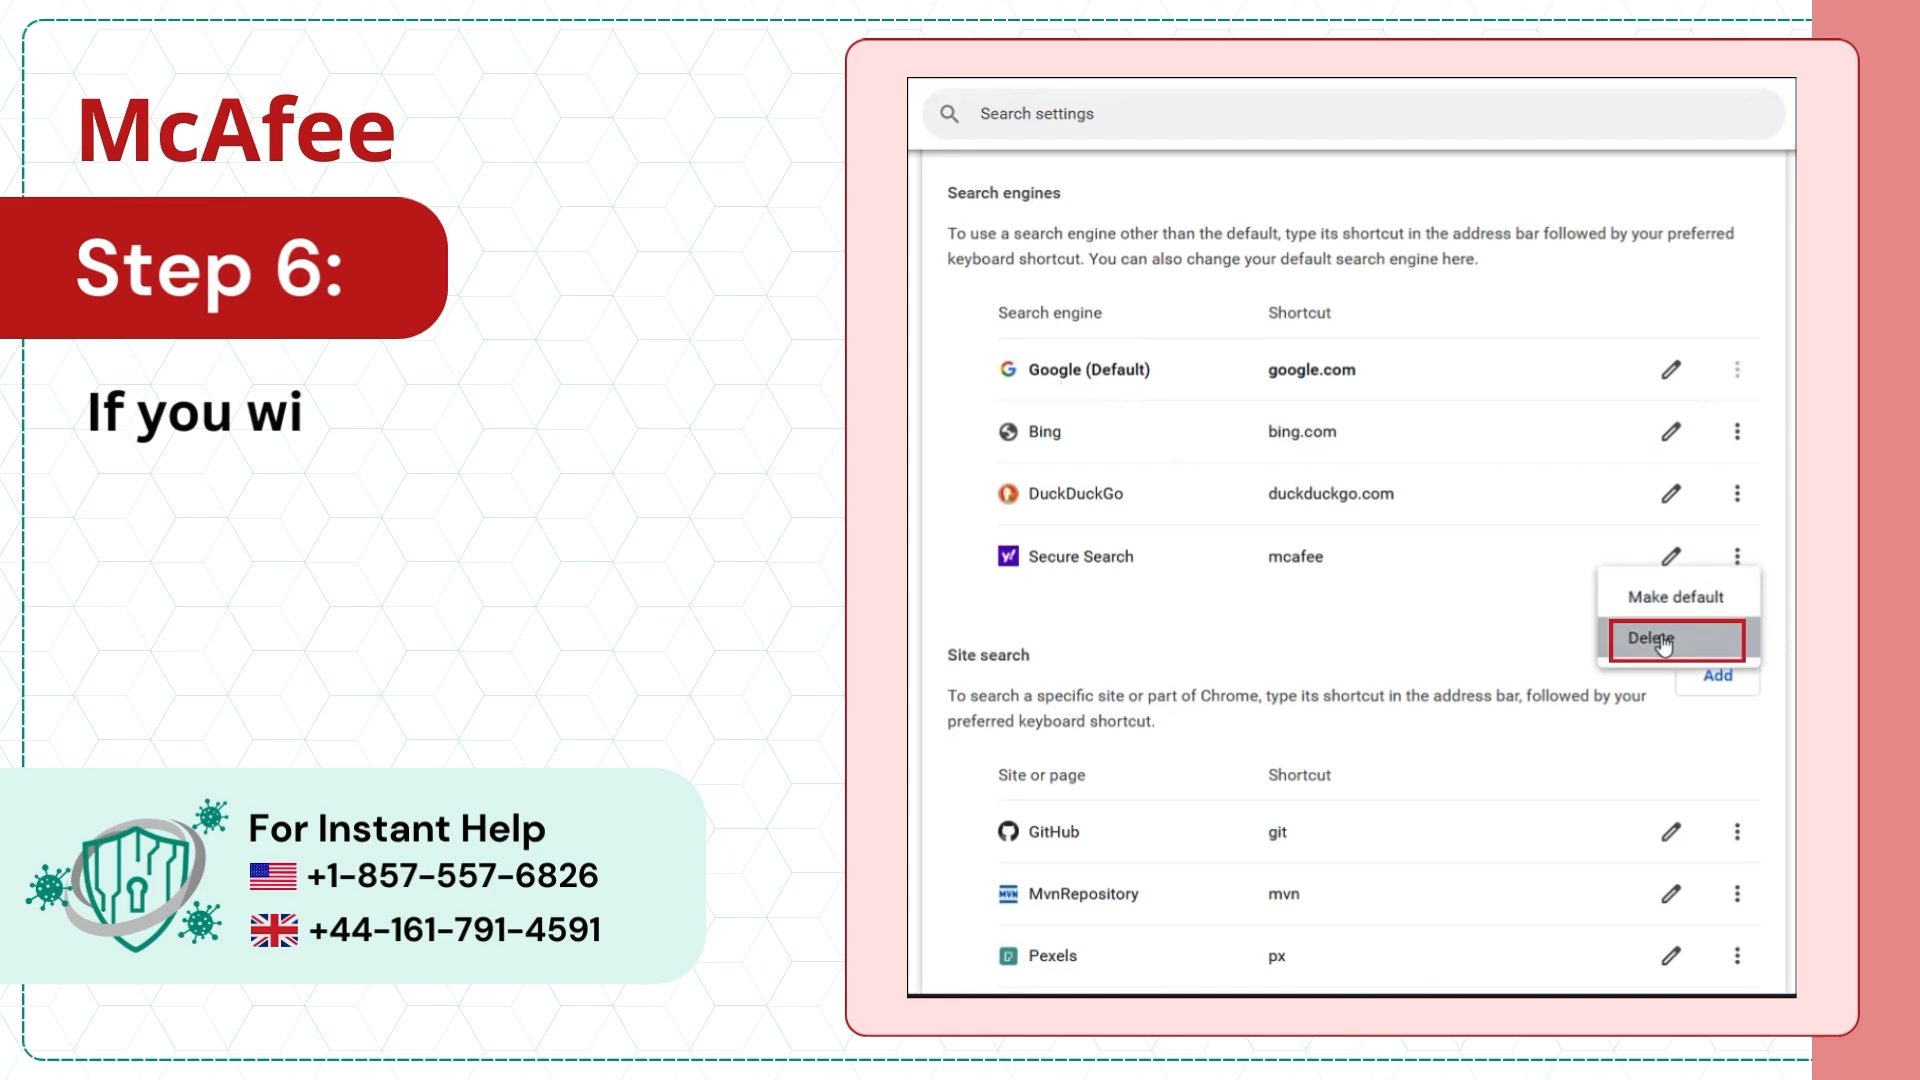 McAfee
Step 6:
If you wi
For Instant Help
+1-857-557-6826
+44-161-791-4591
Search settings
Search engines
To use a search engine other than the default, type its shortcut in the address bar followed by your preferred
keyboard shortcut. You can also change your default search engine here.
Search engine Shortcut
Google (Default) google.com
Bing bing.com
DuckDuckGo duckduckgo.com
Secure Search mcafee
Make default
Delete
Site search
Add
To search a specific site or part of Chrome, type its shortcut in the address bar, followed by your
preferred keyboard shortcut.
Site or page Shortcut
GitHub git
MVN MvnRepository mvn
Pexels px